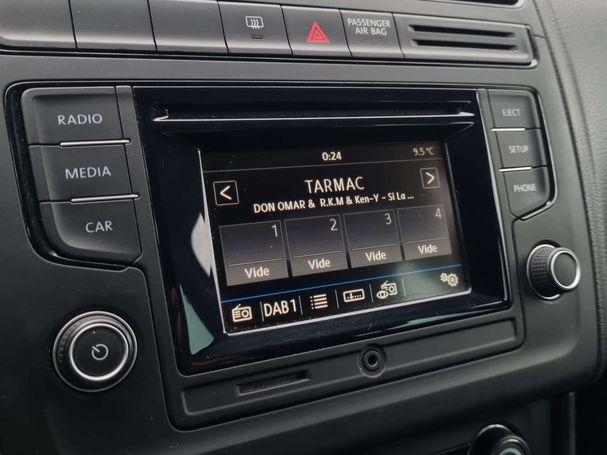 PASSENGER
AIR BAG
RADIO
MEDIA
CAR
EJECT
SETUP
PHONE
0:24
9.5 °C
TARMAC
DON OMAR & R.K.M & Ken-Y - Si La ...
1 2 3 4
Vide Vide Vide Vide
DAB1